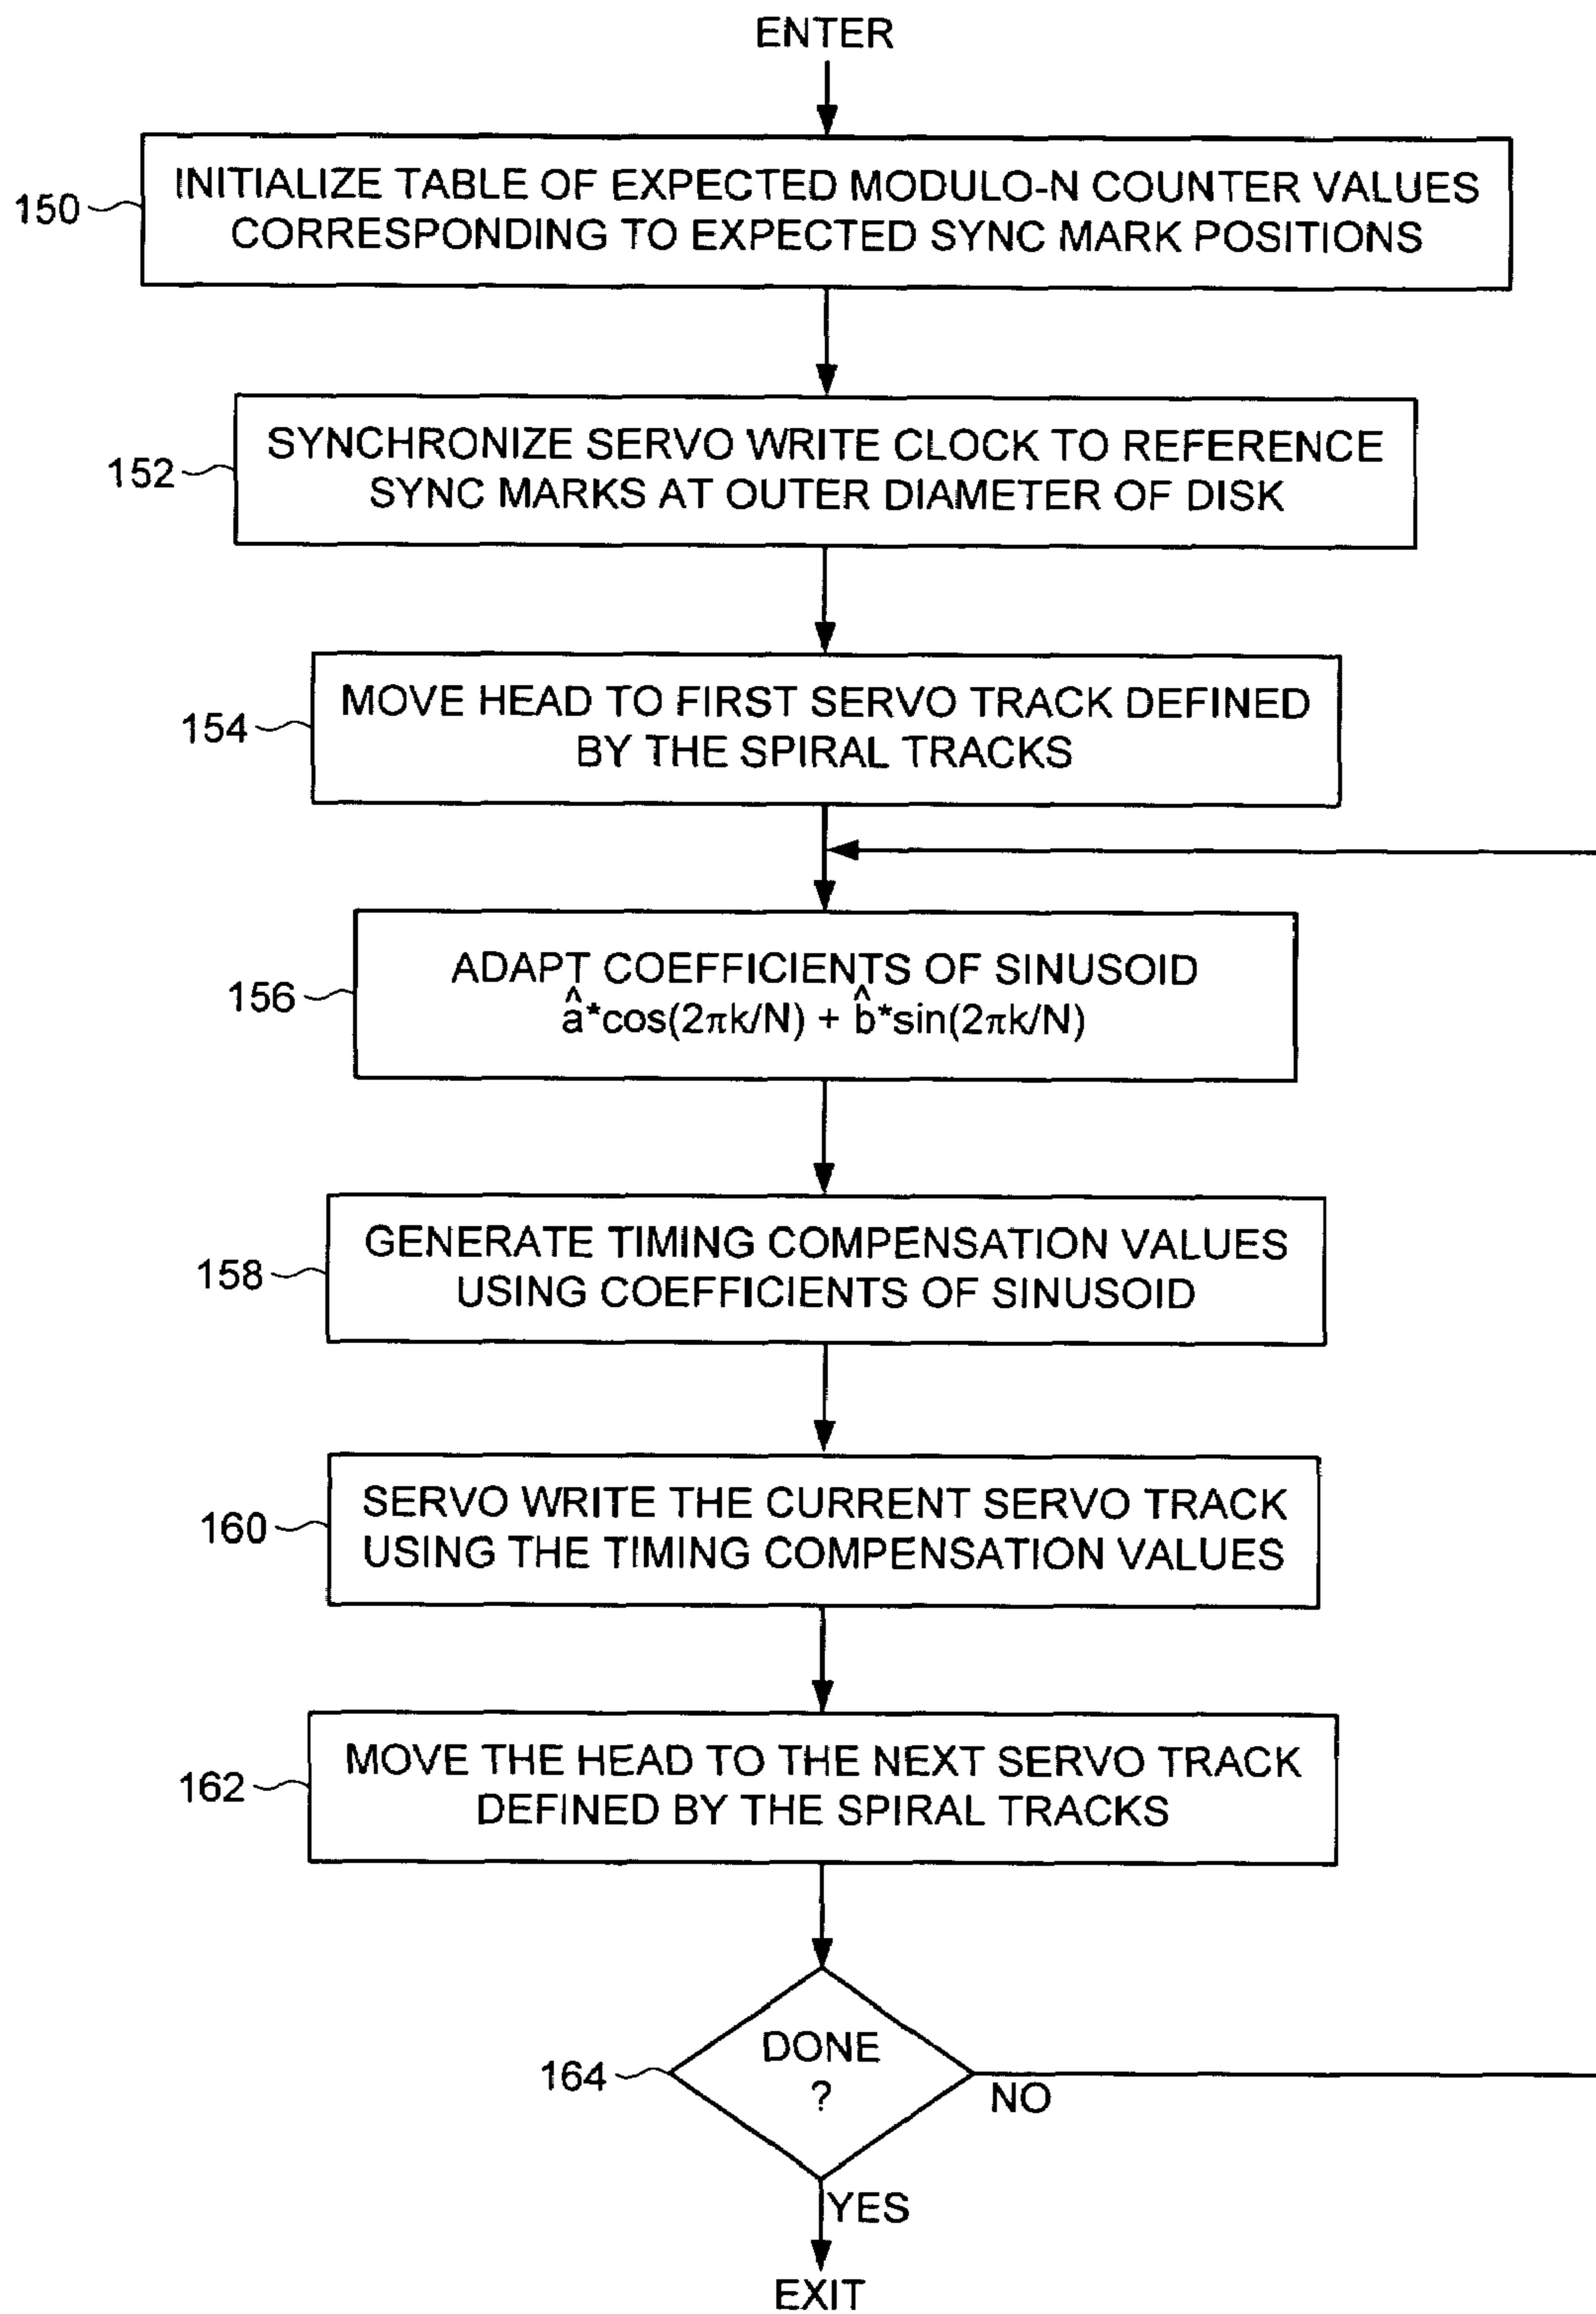 ENTER
150
INITIALIZE TABLE OF EXPECTED MODULO-N COUNTER VALUES
CORRESPONDING TO EXPECTED SYNC MARK POSITIONS
152
SYNCHRONIZE SERVO WRITE CLOCK TO REFERENCE
SYNC MARKS AT OUTER DIAMETER OF DISK
154
MOVE HEAD TO FIRST SERVO TRACK DEFINED
BY THE SPIRAL TRACKS
156
ADAPT COEFFICIENTS OF SINUSOID
â*cos(2πk/N) + b̂*sin(2πk/N)
158
GENERATE TIMING COMPENSATION VALUES
USING COEFFICIENTS OF SINUSOID
160
SERVO WRITE THE CURRENT SERVO TRACK
USING THE TIMING COMPENSATION VALUES
162
MOVE THE HEAD TO THE NEXT SERVO TRACK
DEFINED BY THE SPIRAL TRACKS
164
DONE
?
NO
YES
EXIT